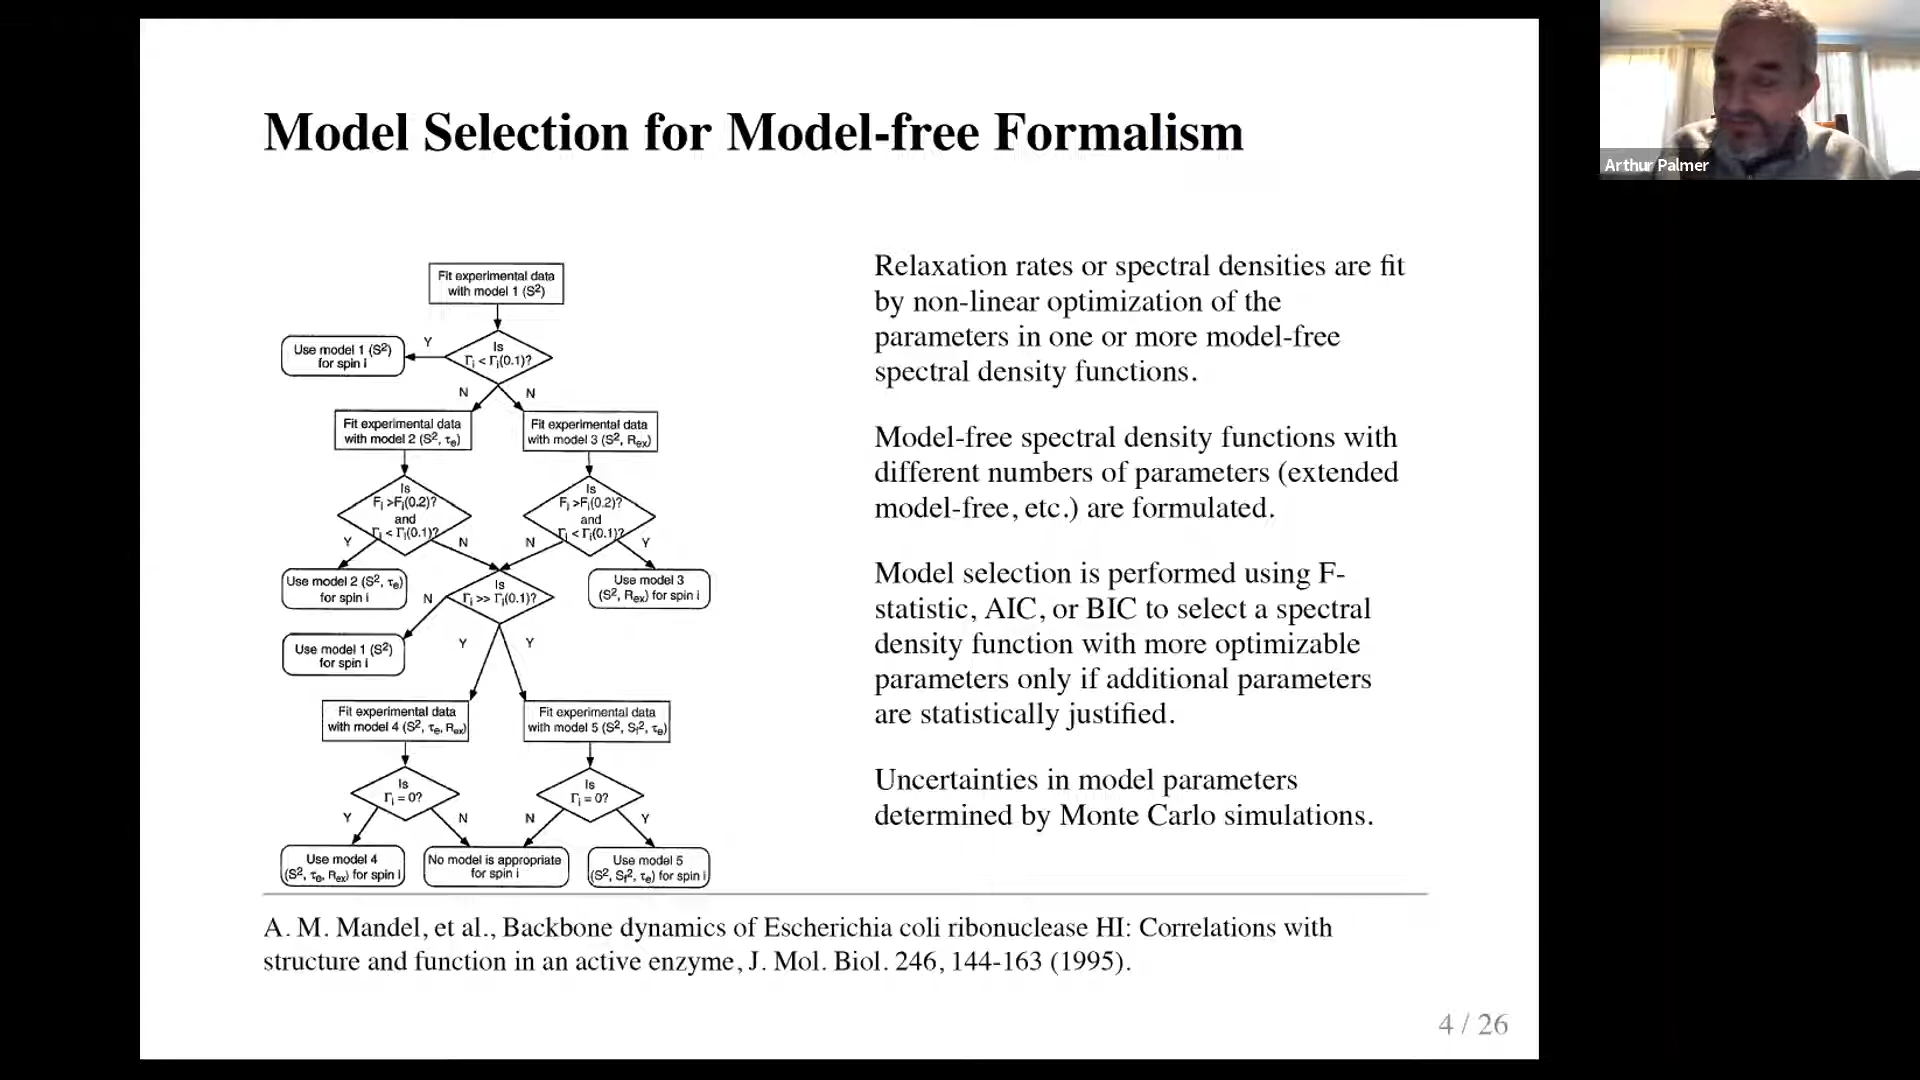 Arthur Palmer
Model Selection for Model-free Formalism
Fit experimental data
with model 1 (S²)
Is
Γi < Γi(0.1)?
Y
Use model 1 (S²)
for spin i
N
N
Fit experimental data
with model 2 (S², τe)
Fit experimental data
with model 3 (S², Rex)
Is
Fi >Fi(0.2)?
and
Γi < Γi(0.1)?
Is
Fi >Fi(0.2)?
and
Γi < Γi(0.1)?
Y
N
N
Y
Use model 2 (S², τe)
for spin i
Is
Γi >> Γi(0.1)?
Use model 3
(S², Rex) for spin i
N
Use model 1 (S²)
for spin i
Y
Y
Fit experimental data
with model 4 (S², τe, Rex)
Fit experimental data
with model 5 (S², Sf², τe)
Is
Γi = 0?
Is
Γi = 0?
Y
N
N
Y
Use model 4
(S², τe, Rex) for spin i
No model is appropriate
for spin i
Use model 5
(S², Sf², τe) for spin i
Relaxation rates or spectral densities are fit
by non-linear optimization of the
parameters in one or more model-free
spectral density functions.
Model-free spectral density functions with
different numbers of parameters (extended
model-free, etc.) are formulated.
Model selection is performed using F-
statistic, AIC, or BIC to select a spectral
density function with more optimizable
parameters only if additional parameters
are statistically justified.
Uncertainties in model parameters
determined by Monte Carlo simulations.
A. M. Mandel, et al., Backbone dynamics of Escherichia coli ribonuclease HI: Correlations with
structure and function in an active enzyme, J. Mol. Biol. 246, 144-163 (1995).
4 / 26